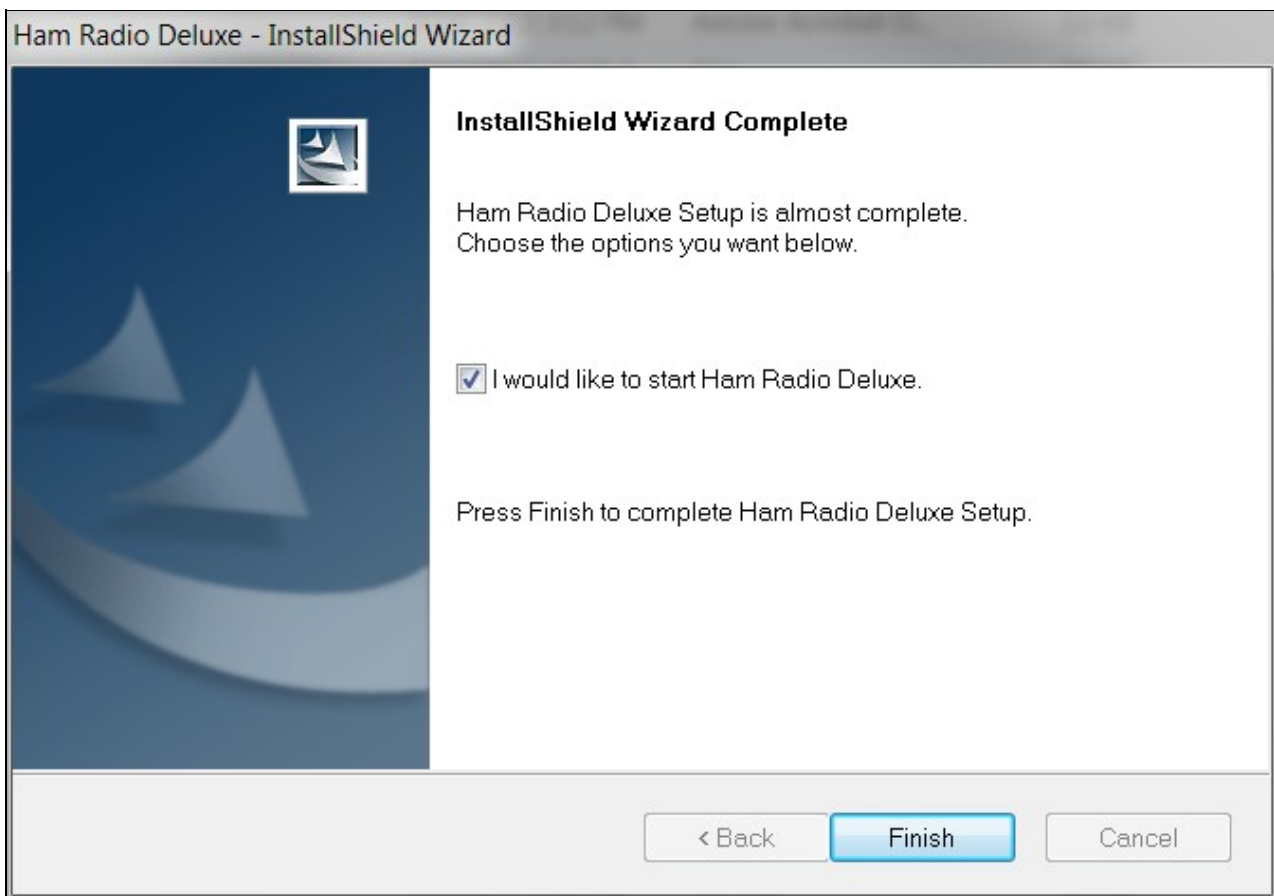 Ham Radio Deluxe - InstallShield Wizard
InstallShield Wizard Complete
Ham Radio Deluxe Setup is almost complete.
Choose the options you want below.
I would like to start Ham Radio Deluxe.
Press Finish to complete Ham Radio Deluxe Setup.
< Back
Finish
Cancel